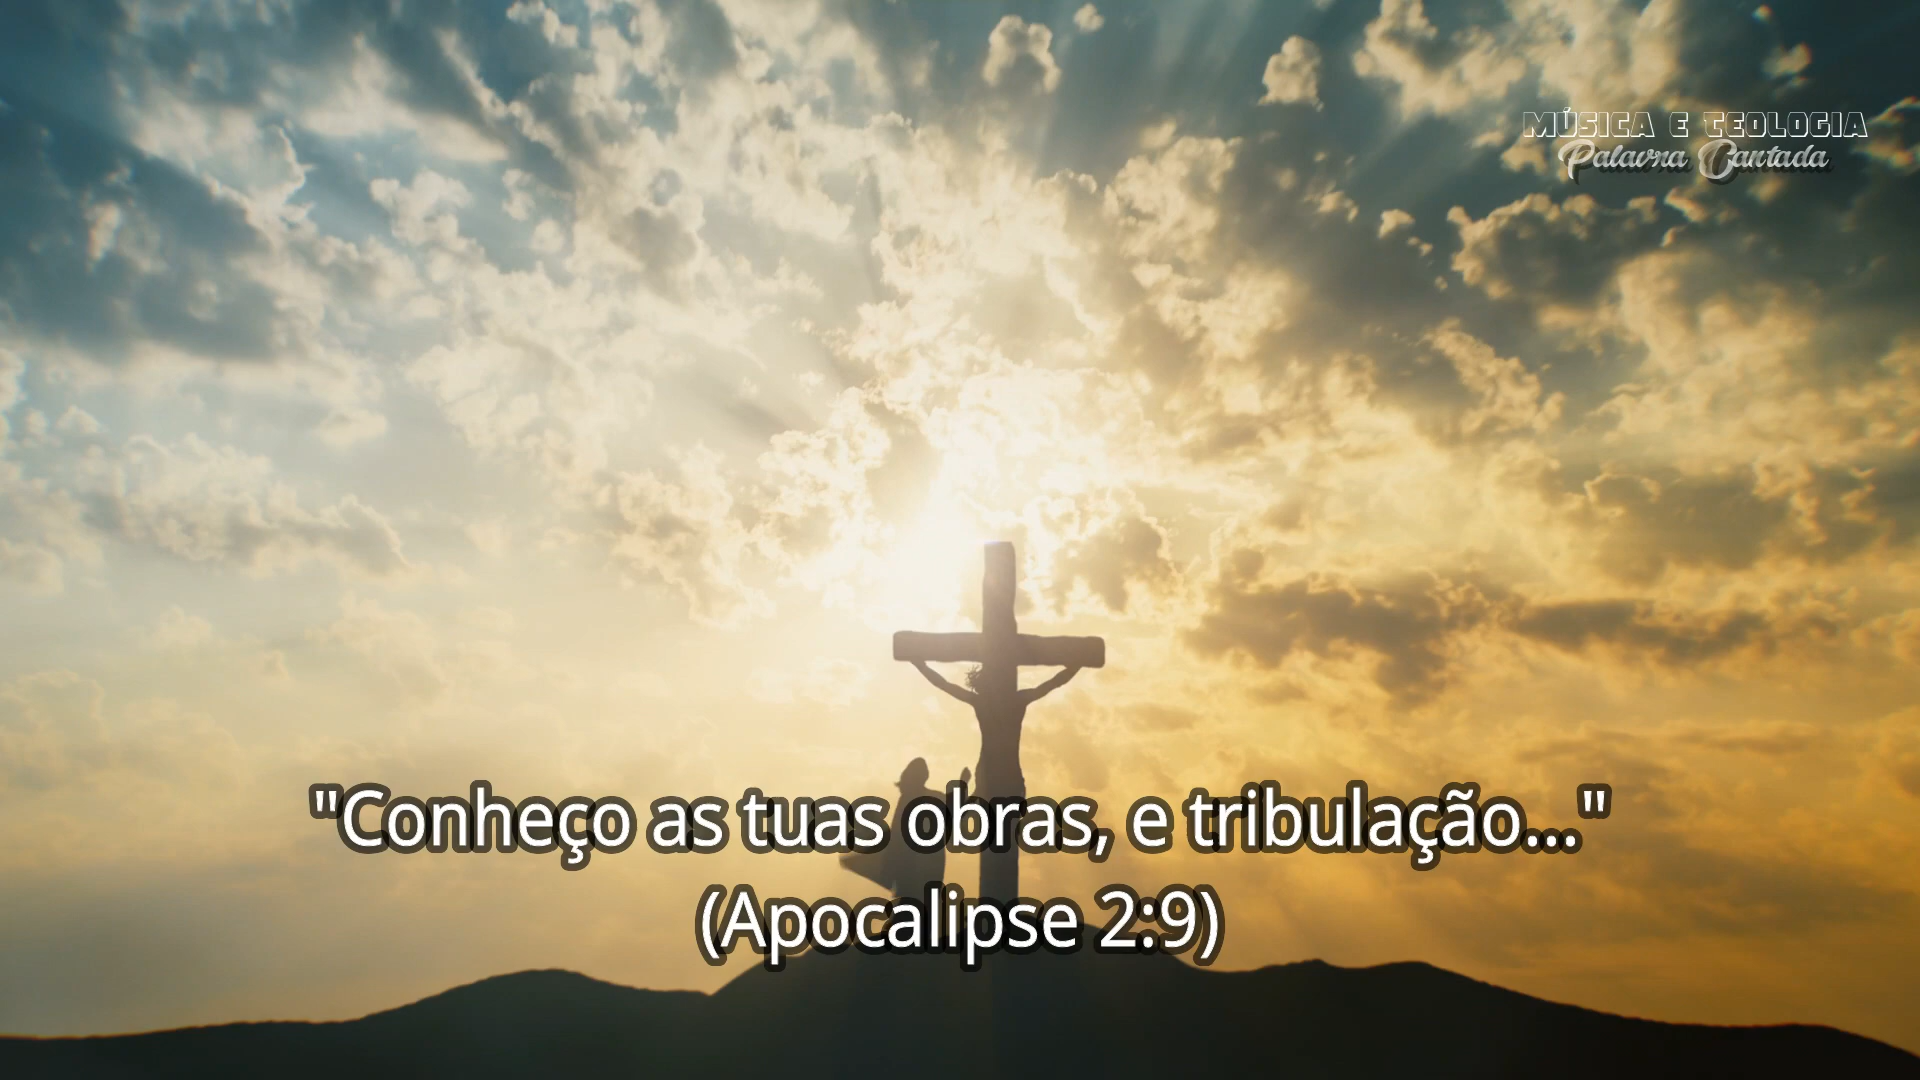 MÚSICA E TEOLOGIA
Palavra Cantada
"Conheço as tuas obras, e tribulação..."
(Apocalipse 2:9)